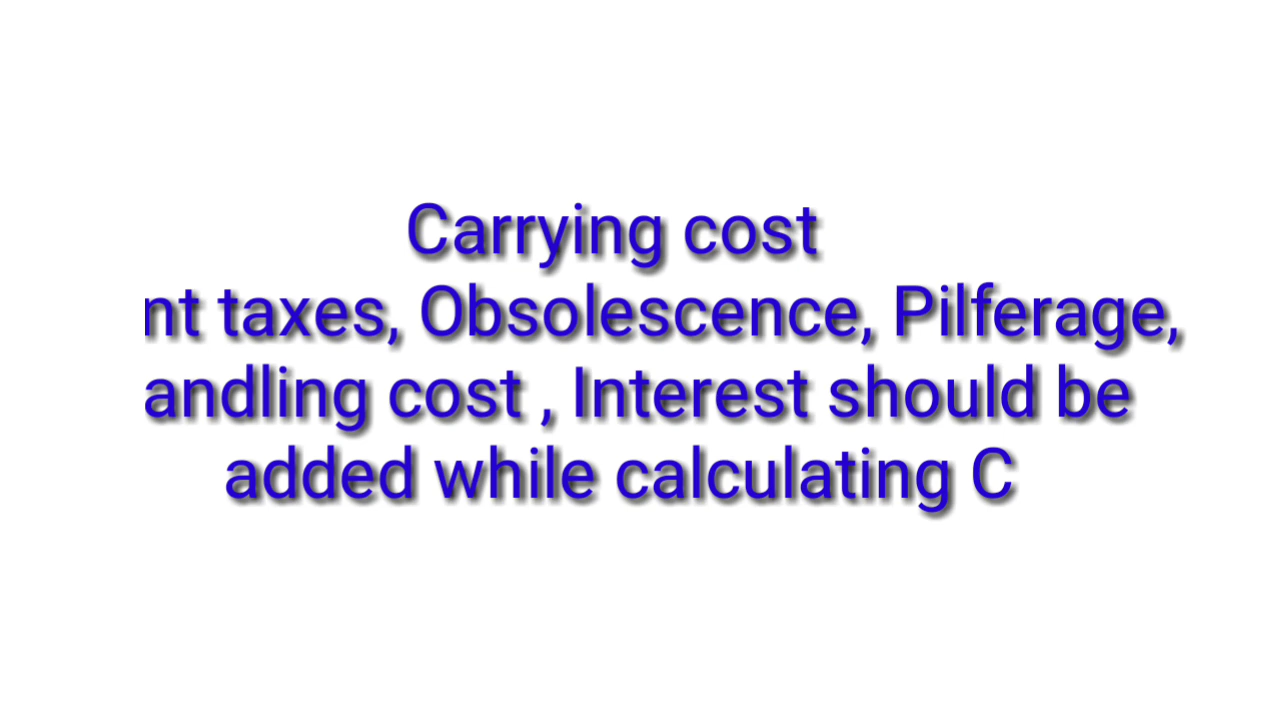 Carrying cost
nt taxes, Obsolescence, Pilferage,
andling cost , Interest should be
added while calculating C